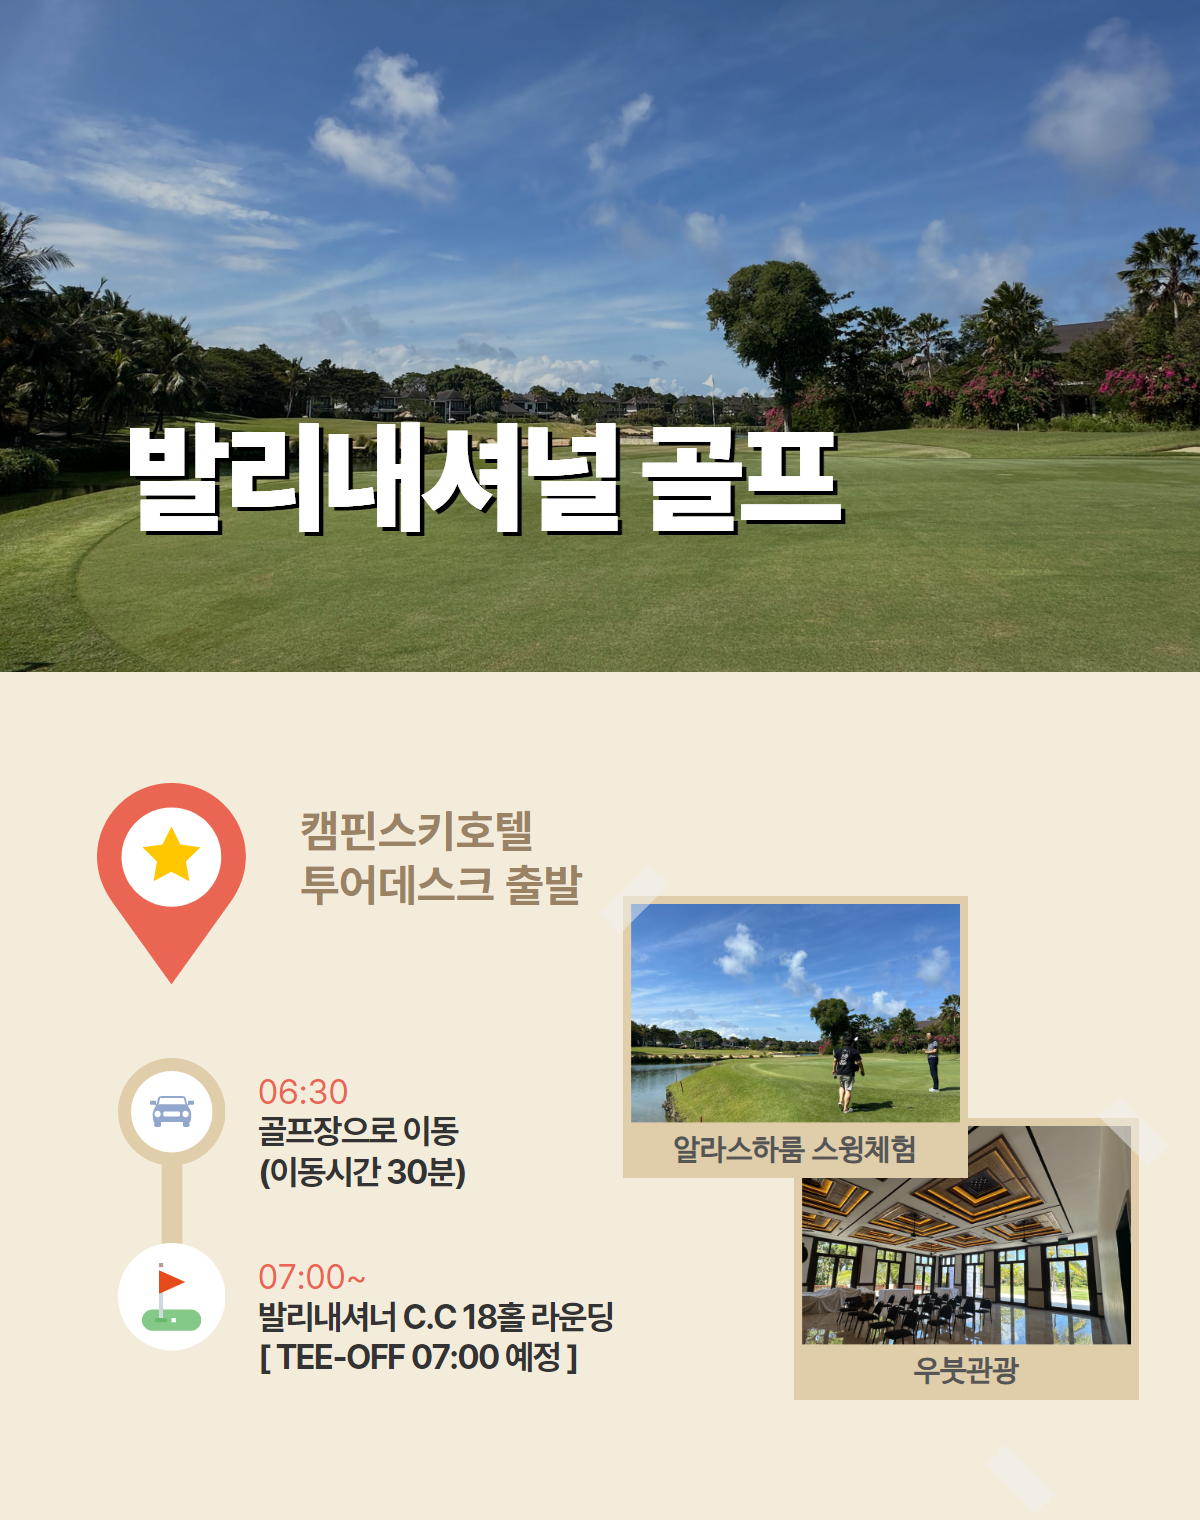 발리내셔널 골프
캠핀스키호텔
투어데스크 출발
06:30
골프장으로 이동
(이동시간 30분)
07:00~
발리내셔너 C.C 18홀 라운딩
[ TEE-OFF 07:00 예정 ]
알라스하룸 스윙체험
우붓관광